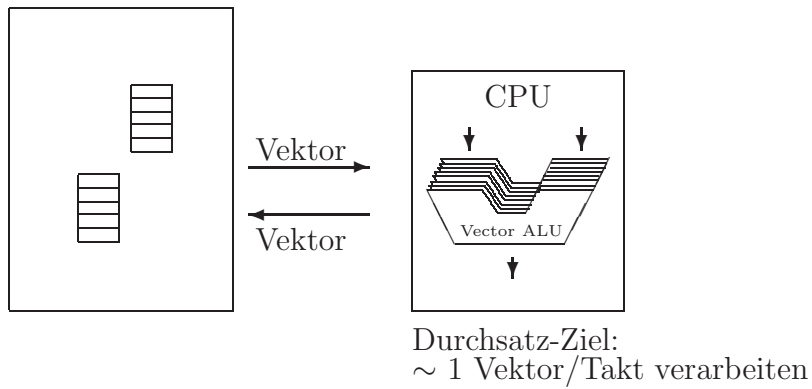 CPU
Vektor
Vektor
Vector ALU
Durchsatz-Ziel:
∼ 1 Vektor/Takt verarbeiten